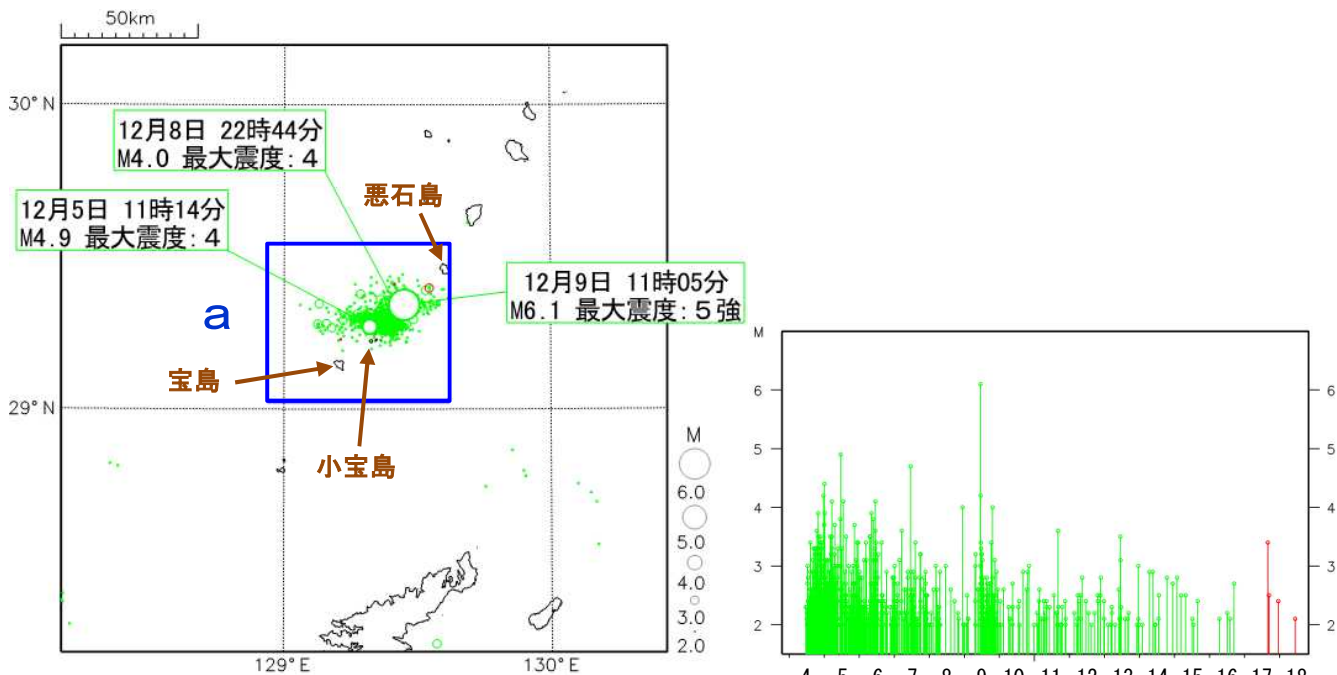 50km
30°N
12月8日 22時44分
M4.0 最大震度:4
悪石島
12月5日 11時14分
M4.9 最大震度:4
12月9日 11時05分
M6.1 最大震度:5強
a
宝島
29°N
小宝島
M
6.0
5.0
4.0
3.0
2.0
129°E
130°E
M
6
6
5
5
4
4
3
3
2
2
4 5 6 7 8 9 10 11 12 13 14 15 16 17 18